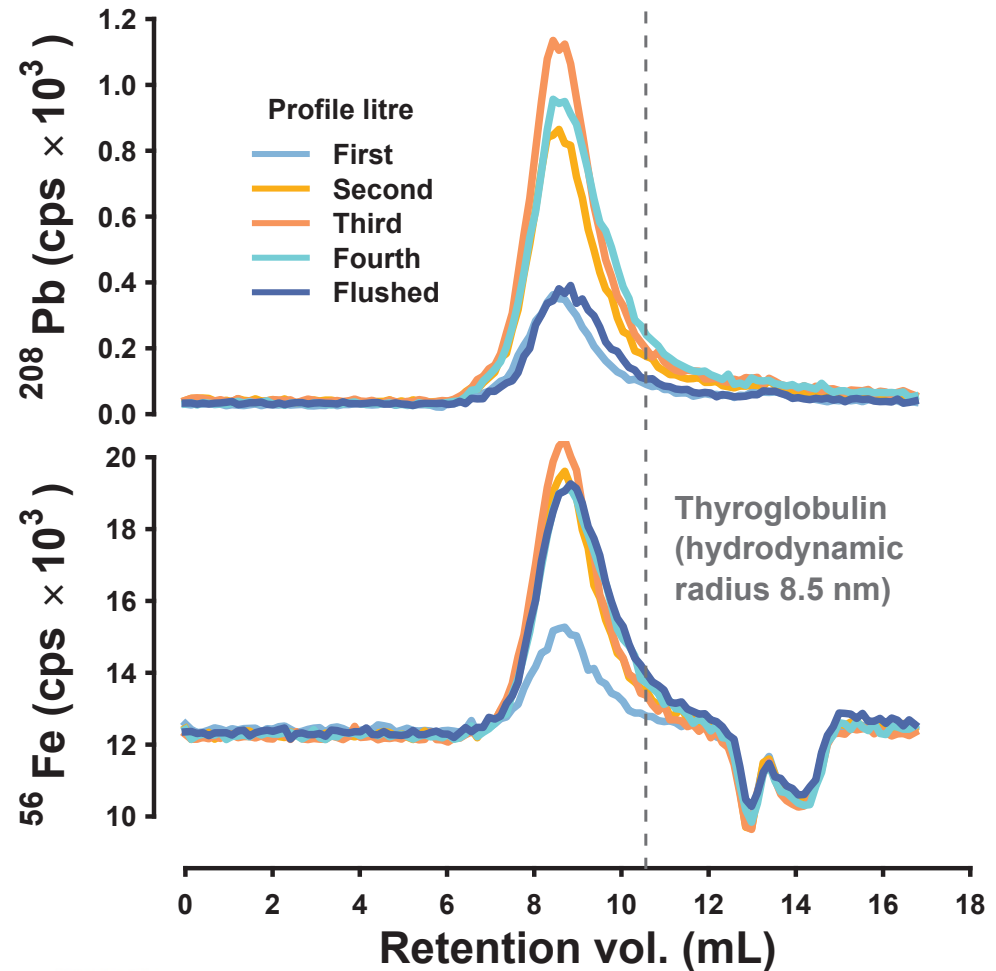 ²⁰⁸ Pb (cps × 10³ )
1.2
1.0
0.8
0.6
0.4
0.2
0.0
Profile litre
First
Second
Third
Fourth
Flushed
⁵⁶ Fe (cps × 10³ )
20
18
16
14
12
10
Thyroglobulin
(hydrodynamic
radius 8.5 nm)
0 2 4 6 8 10 12 14 16 18
Retention vol. (mL)